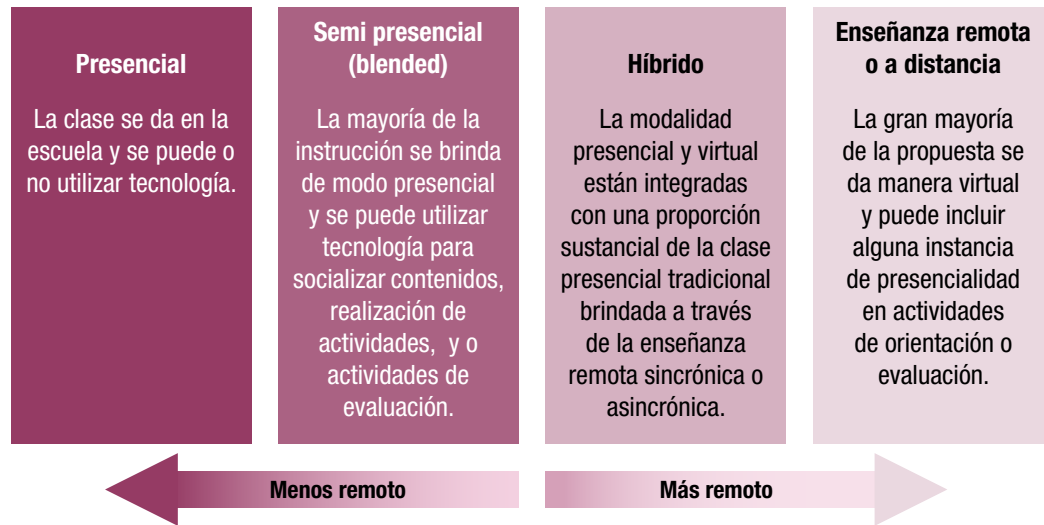 Presencial
La clase se da en la
escuela y se puede o
no utilizar tecnología.
Semi presencial
(blended)
La mayoría de la
instrucción se brinda
de modo presencial
y se puede utilizar
tecnología para
socializar contenidos,
realización de
actividades, y o
actividades de
evaluación.
Híbrido
La modalidad
presencial y virtual
están integradas
con una proporción
sustancial de la clase
presencial tradicional
brindada a través
de la enseñanza
remota sincrónica o
asincrónica.
Enseñanza remota
o a distancia
La gran mayoría
de la propuesta se
da manera virtual
y puede incluir
alguna instancia
de presencialidad
en actividades
de orientación o
evaluación.
Menos remoto
Más remoto